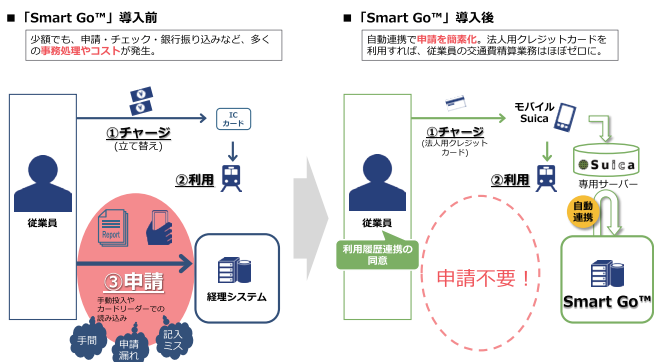 ■「Smart Go™」導入前
少額でも、申請・チェック・銀行振り込みなど、多く
の事務処理やコストが発生。
①チャージ
(立て替え)
IC
カード
②利用
従業員
Report
③申請
手動投入や
カードリーダーでの
読み込み
経理システム
手間
申請
漏れ
記入
ミス
■「Smart Go™」導入後
自動連携で申請を簡素化。法人用クレジットカードを
利用すれば、従業員の交通費精算業務はほぼゼロに。
①チャージ
(法人用クレジット
カード)
モバイル
Suica
②利用
Suica
専用サーバー
従業員
利用履歴連携の
同意
申請不要！
自動
連携
Smart Go™